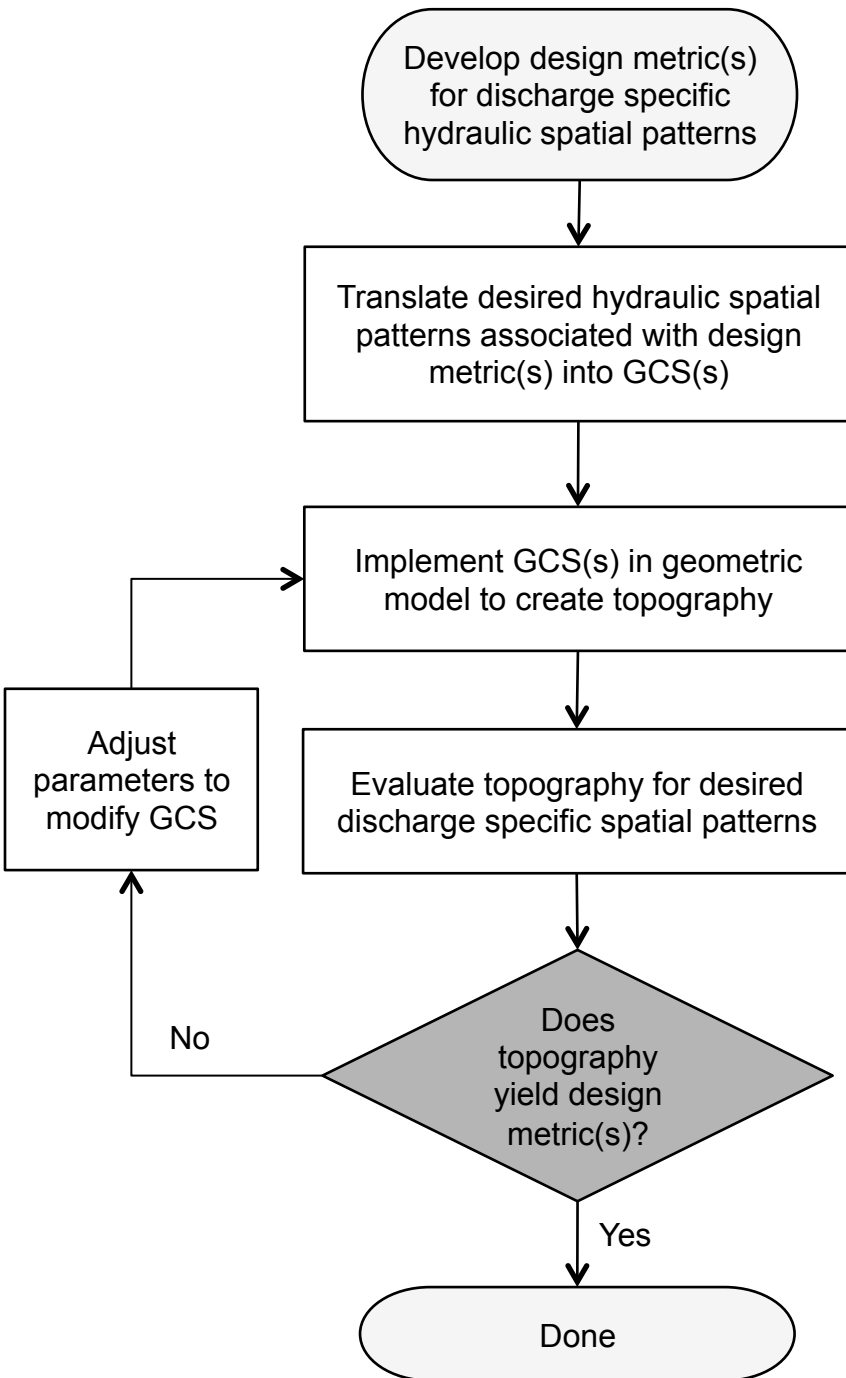 Develop design metric(s)
for discharge specific
hydraulic spatial patterns
Translate desired hydraulic spatial
patterns associated with design
metric(s) into GCS(s)
Implement GCS(s) in geometric
model to create topography
Adjust
parameters to
modify GCS
Evaluate topography for desired
discharge specific spatial patterns
Does
topography
yield design
metric(s)?
No
Yes
Done